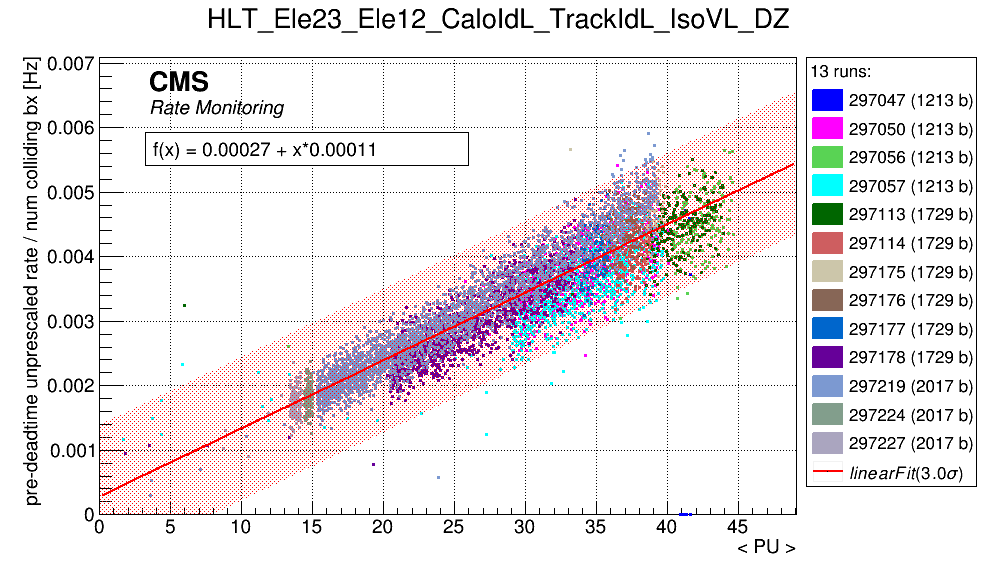 HLT_Ele23_Ele12_CaloIdL_TrackIdL_IsoVL_DZ
pre-deadtime unprescaled rate / num colliding bx [Hz]
0.007
0.006
0.005
0.004
0.003
0.002
0.001
0
CMS
Rate Monitoring
f(x) = 0.00027 + x*0.00011
0 5 10 15 20 25 30 35 40 45
< PU >
13 runs:
297047 (1213 b)
297050 (1213 b)
297056 (1213 b)
297057 (1213 b)
297113 (1729 b)
297114 (1729 b)
297175 (1729 b)
297176 (1729 b)
297177 (1729 b)
297178 (1729 b)
297219 (2017 b)
297224 (2017 b)
297227 (2017 b)
linearFit(3.0σ)